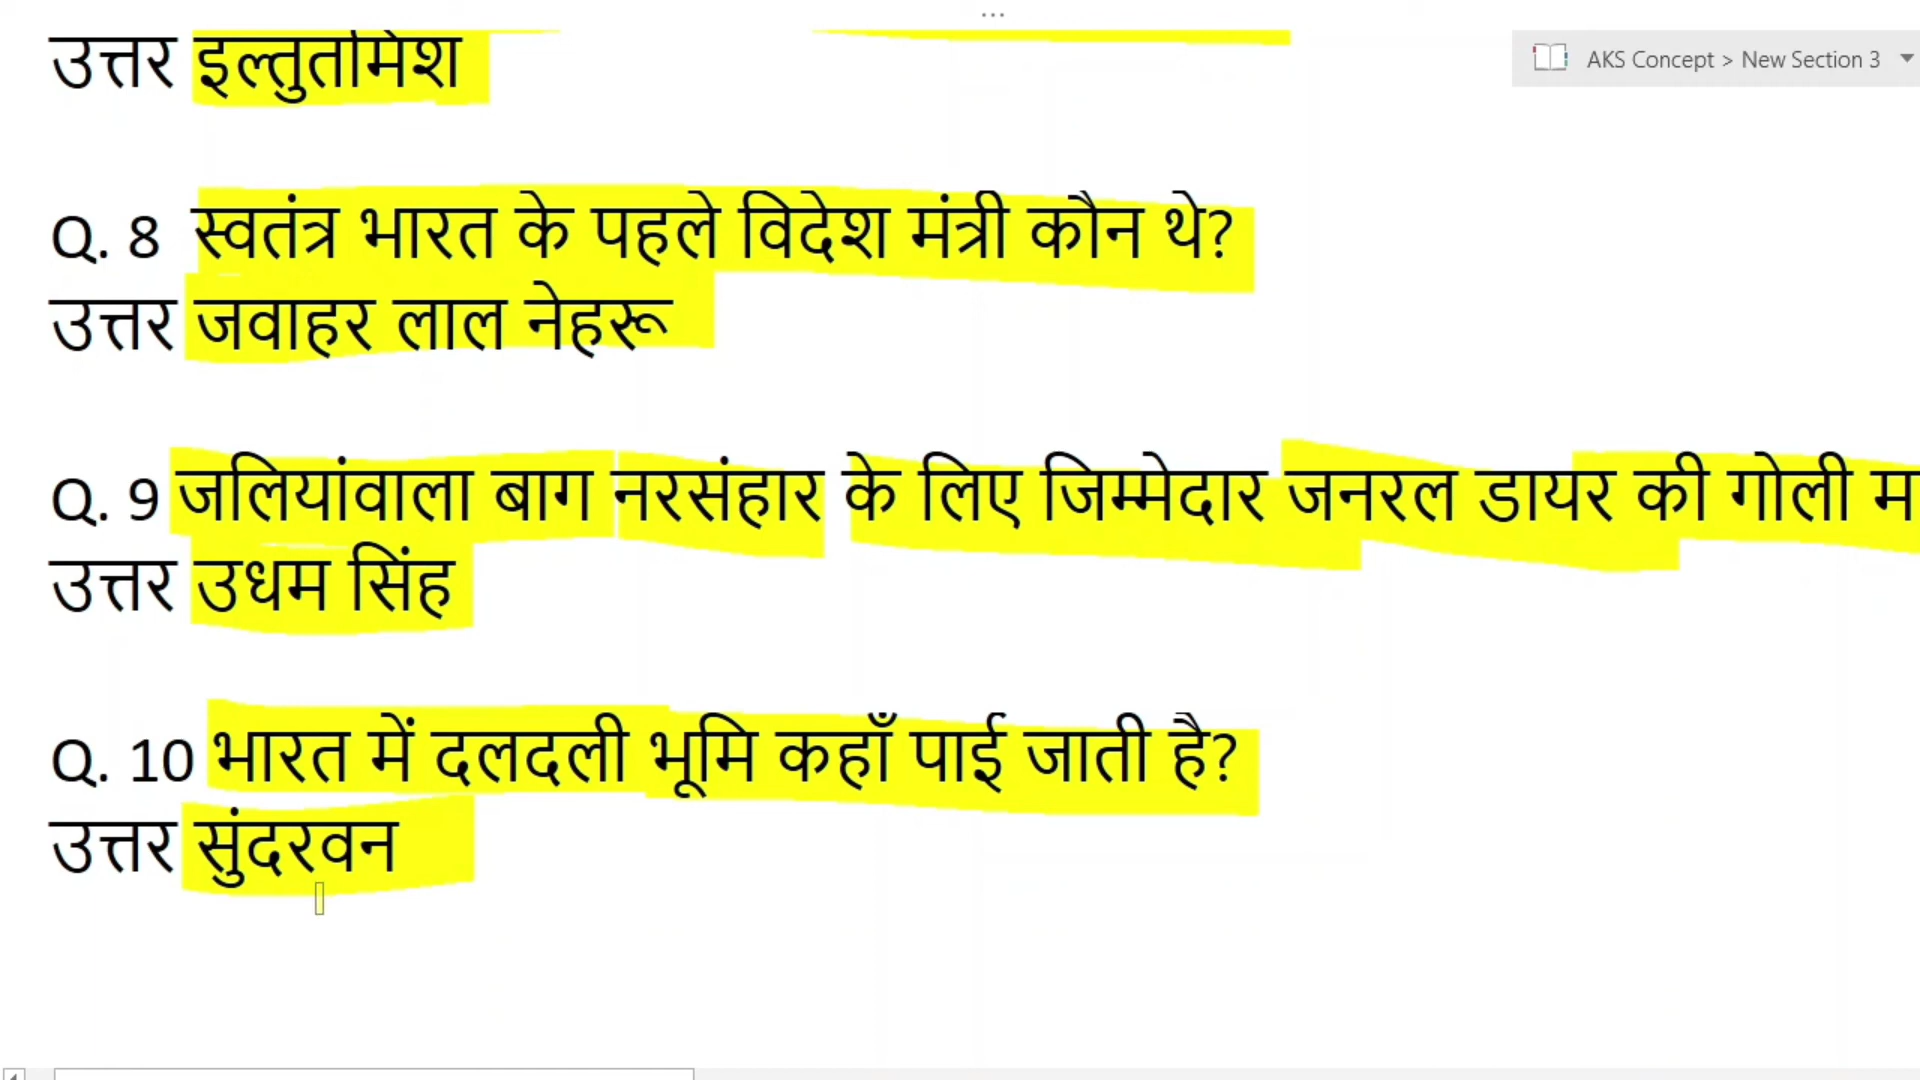 ...
उत्तर इल्तुतमिश
AKS Concept > New Section 3
Q. 8 स्वतंत्र भारत के पहले विदेश मंत्री कौन थे?
उत्तर जवाहर लाल नेहरू
Q. 9 जलियांवाला बाग नरसंहार के लिए जिम्मेदार जनरल डायर की गोली म
उत्तर उधम सिंह
Q. 10 भारत में दलदली भूमि कहाँ पाई जाती है?
उत्तर सुंदरवन